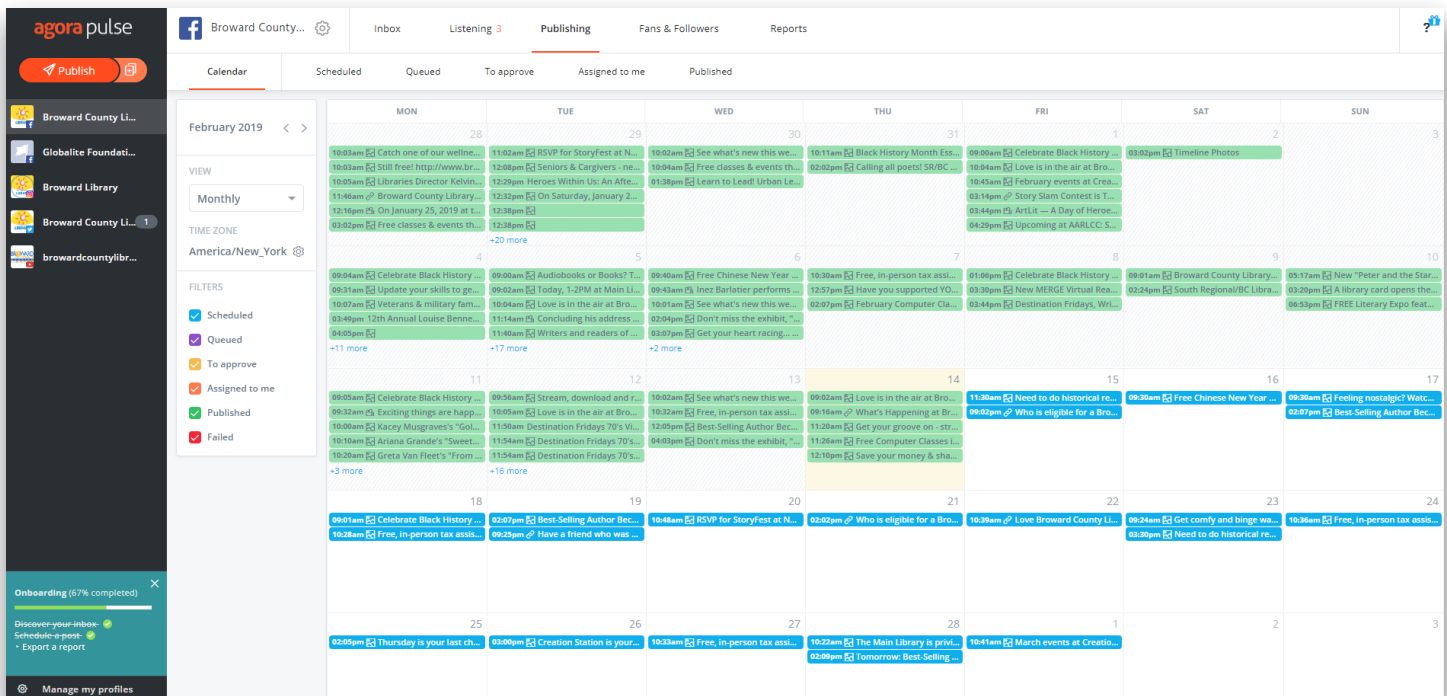 agora pulse
Publish
Broward County Li...
Globalite Foundati...
Broward Library
Broward County Li... 1
browardcountylibr...
Onboarding (67% completed)
Discover your inbox
Schedule a post
• Export a report
Manage my profiles
Broward County...
Inbox
Listening 3
Publishing
Fans & Followers
Reports
?
Calendar
Scheduled
Queued
To approve
Assigned to me
Published
February 2019 < >
VIEW
Monthly
TIME ZONE
America/New_York
FILTERS
Scheduled
Queued
To approve
Assigned to me
Published
Failed
MON TUE WED THU FRI SAT SUN
28
10:03am Catch one of our wellne...
10:03am Still free! http://www.br...
10:05am Libraries Director Kelvin...
11:46am Broward County Library...
12:16pm On January 25, 2019 at t...
03:02pm Free classes & events th...
29
11:02am RSVP for StoryFest at N...
12:08pm Seniors & Cargivers - ne...
12:29pm Heroes Within Us: An Afte...
12:32pm On Saturday, January 2...
12:38pm
12:38pm
+20 more
30
10:02am See what's new this we...
10:04am Free classes & events th...
01:38pm Learn to Lead! Urban Le...
31
10:11am Black History Month Ess...
02:02pm Calling all poets! SR/BC ...
1
09:00am Celebrate Black History ...
10:04am Love is in the air at Bro...
10:45am February events at Crea...
03:14pm Story Slam Contest is T...
03:44pm ArtLit — A Day of Heroe...
04:29pm Upcoming at AARLCC: S...
2
03:02pm Timeline Photos
3
4
09:04am Celebrate Black History ...
09:31am Update your skills to ge...
10:07am Veterans & military fam...
03:49pm 12th Annual Louise Benne...
04:05pm
+11 more
5
09:00am Audiobooks or Books? T...
09:02am Today, 1-2PM at Main Li...
10:04am Love is in the air at Bro...
11:14am Concluding his address ...
11:40am Writers and readers of ...
+17 more
6
09:40am Free Chinese New Year ...
09:43am Inez Barlatier performs ...
10:01am See what's new this we...
02:04pm Don't miss the exhibit, "...
03:07pm Get your heart racing... ...
+2 more
7
10:30am Free, in-person tax assi...
12:57pm Have you supported YO...
02:07pm February Computer Cla...
8
01:06pm Celebrate Black History ...
03:30pm New MERGE Virtual Rea...
03:44pm Destination Fridays, Wri...
9
09:01am Broward County Library...
02:24pm South Regional/BC Libra...
10
05:17am New "Peter and the Star...
03:20pm A library card opens the...
06:53pm FREE Literary Expo feat...
11
09:05am Celebrate Black History ...
09:32am Exciting things are happ...
10:00am Kacey Musgraves's "Gol...
10:10am Ariana Grande's "Sweet...
10:20am Greta Van Fleet's "From ...
+3 more
12
09:56am Stream, download and r...
10:05am Love is in the air at Bro...
11:50am Destination Fridays 70's Vi...
11:54am Destination Fridays 70's...
11:54am Destination Fridays 70's...
+16 more
13
10:02am See what's new this we...
10:32am Free, in-person tax assi...
12:05pm Best-Selling Author Bec...
04:03pm Don't miss the exhibit, "...
14
09:02am Love is in the air at Bro...
09:16am What's Happening at Br...
11:20am Get your groove on - str...
11:26am Free Computer Classes i...
12:10pm Save your money & sha...
15
11:30am Need to do historical re...
09:02pm Who is eligible for a Bro...
16
09:30am Free Chinese New Year ...
17
09:30am Feeling nostalgic? Watc...
02:07pm Best-Selling Author Bec...
18
09:01am Celebrate Black History ...
10:28am Free, in-person tax assis...
19
02:07pm Best-Selling Author Bec...
09:25pm Have a friend who was ...
20
10:48am RSVP for StoryFest at N...
21
02:02pm Who is eligible for a Bro...
22
10:39am Love Broward County Li...
23
09:24am Get comfy and binge wa...
03:30pm Need to do historical re...
24
10:36am Free, in-person tax assis...
25
02:05pm Thursday is your last ch...
26
03:00pm Creation Station is your...
27
10:33am Free, in-person tax assi...
28
10:22am The Main Library is privi...
02:09pm Tomorrow: Best-Selling ...
1
10:41am March events at Creatio...
2
3